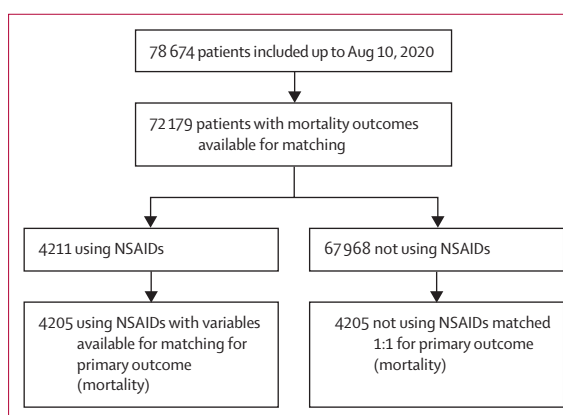 78 674 patients included up to Aug 10, 2020
72 179 patients with mortality outcomes
available for matching
4211 using NSAIDs
67 968 not using NSAIDs
4205 using NSAIDs with variables
available for matching for
primary outcome
(mortality)
4205 not using NSAIDs matched
1:1 for primary outcome
(mortality)